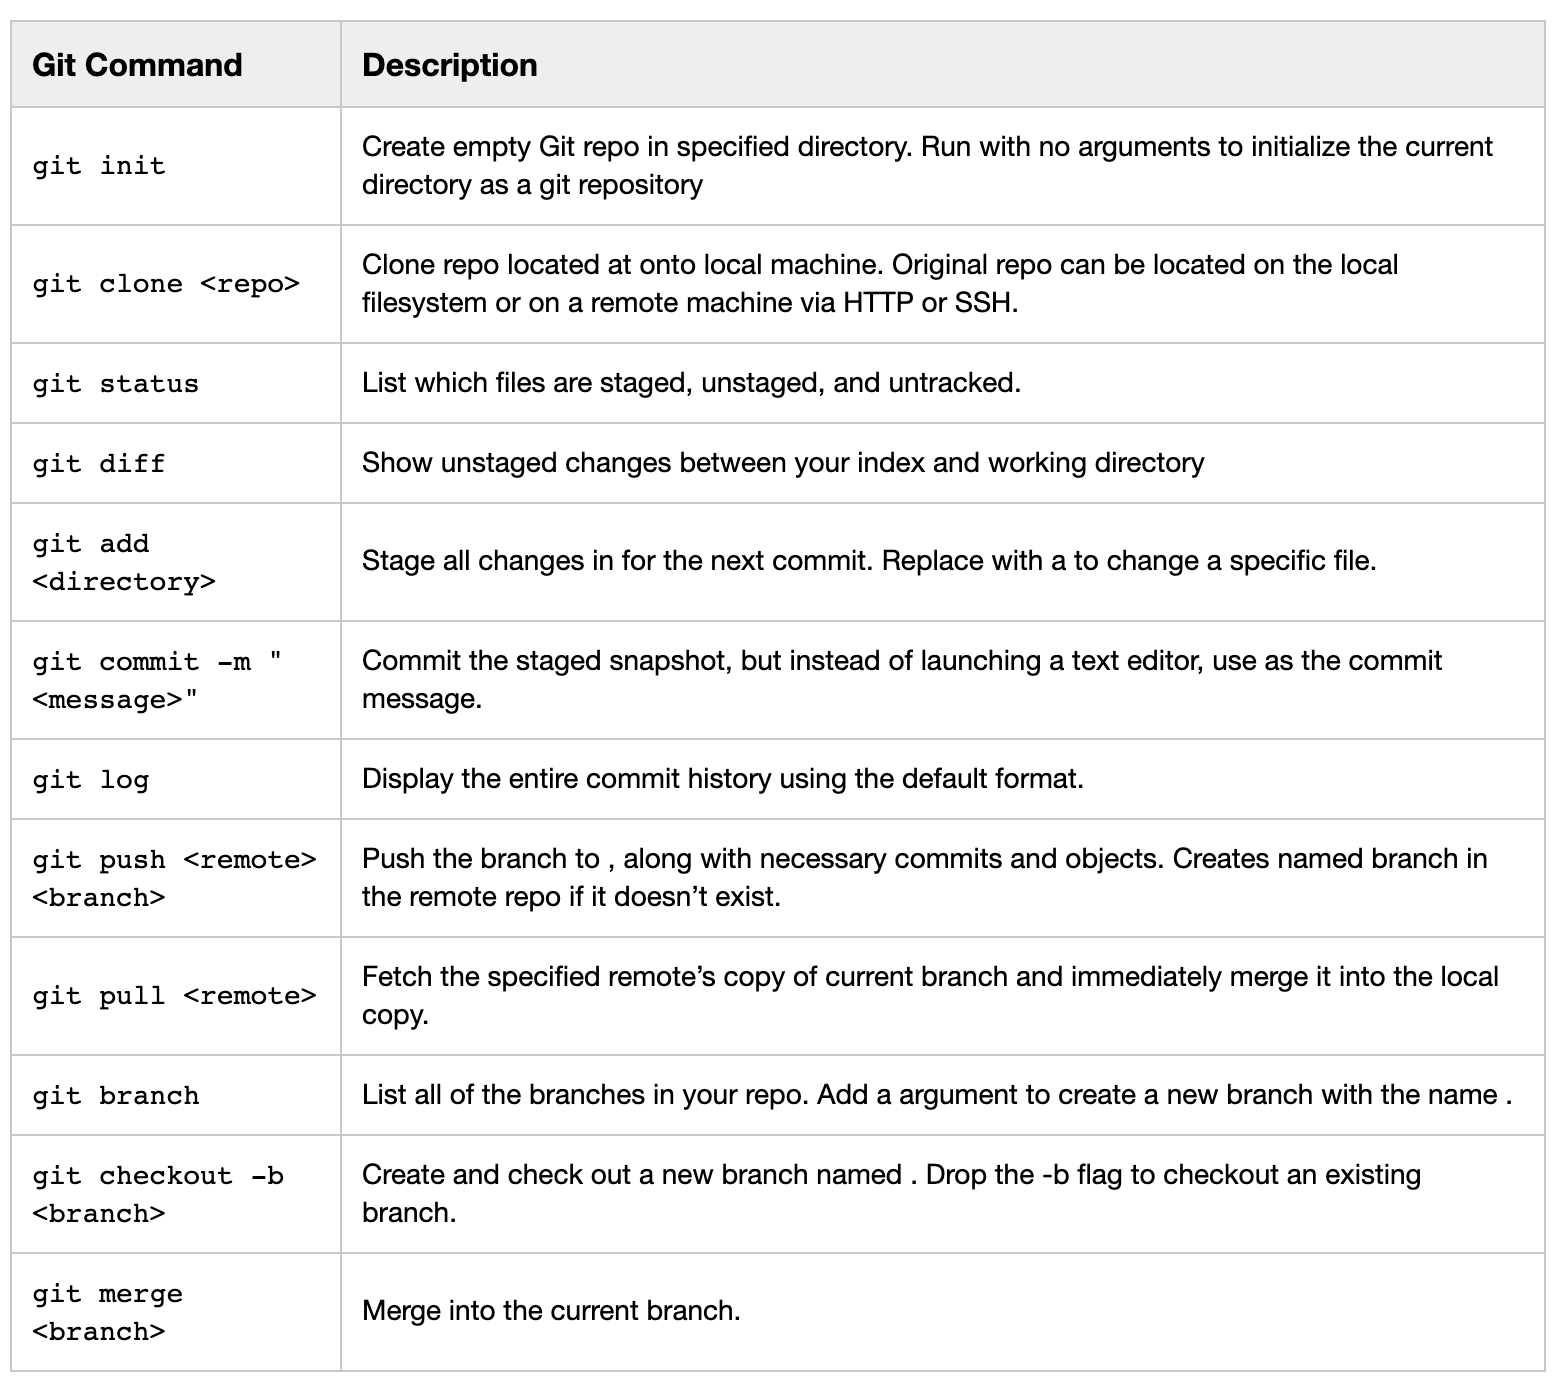 Git Command
Description
git init
Create empty Git repo in specified directory. Run with no arguments to initialize the current
directory as a git repository
git clone <repo>
Clone repo located at onto local machine. Original repo can be located on the local
filesystem or on a remote machine via HTTP or SSH.
git status
List which files are staged, unstaged, and untracked.
git diff
Show unstaged changes between your index and working directory
git add
<directory>
Stage all changes in for the next commit. Replace with a to change a specific file.
git commit -m "
<message>"
Commit the staged snapshot, but instead of launching a text editor, use as the commit
message.
git log
Display the entire commit history using the default format.
git push <remote>
<branch>
Push the branch to , along with necessary commits and objects. Creates named branch in
the remote repo if it doesn’t exist.
git pull <remote>
Fetch the specified remote’s copy of current branch and immediately merge it into the local
copy.
git branch
List all of the branches in your repo. Add a argument to create a new branch with the name .
git checkout -b
<branch>
Create and check out a new branch named . Drop the -b flag to checkout an existing
branch.
git merge
<branch>
Merge into the current branch.